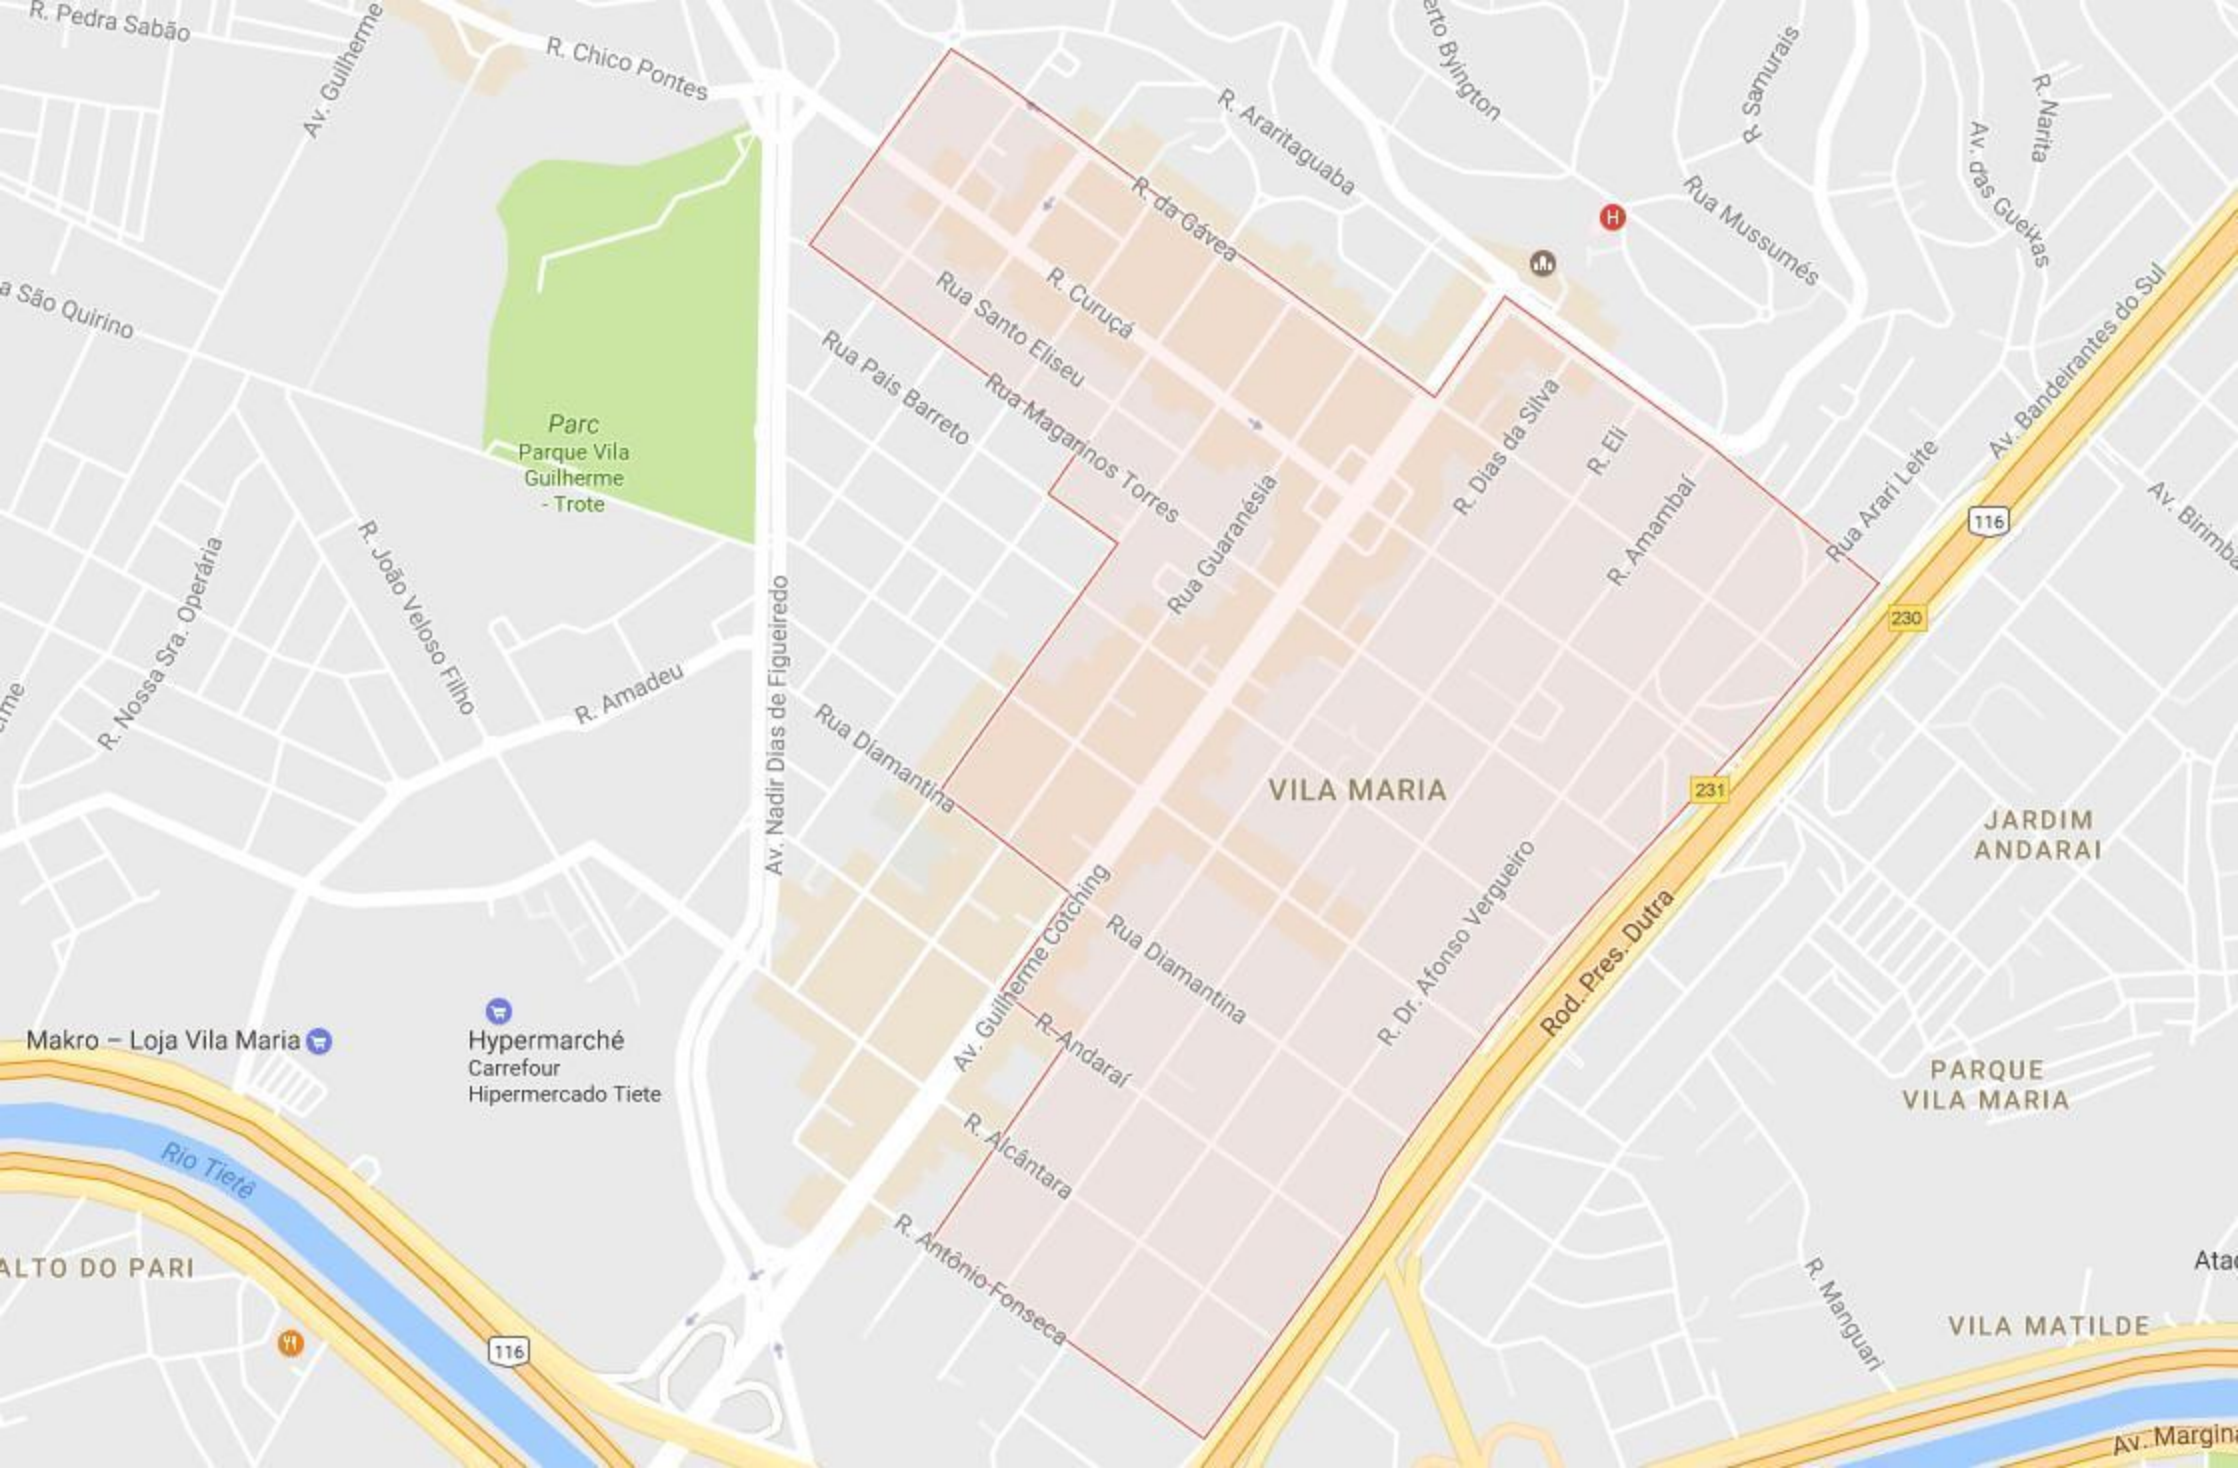 R. Pedra Sabão
Av. Guilherme
R. Chico Pontes
R. Araritaguaba
erto Byington
R. Samurais
R. Narita
Av. das Gueixas
Rua Mussumés
H
R. da Gávea
R. Curuçá
Rua Santo Eliseu
Rua Magarinos Torres
Rua Pais Barreto
a São Quirino
Parc
Parque Vila
Guilherme
- Trote
R. Dias da Silva
R. Eli
R. Amambaí
Rua Arari Leite
Av. Bandeirantes do Sul
116
Av. Birimba
230
Rua Guaranésia
R. João Veloso Filho
R. Nossa Sra. Operária
erme
R. Amadeu
Av. Nadir Dias de Figueiredo
Rua Diamantina
VILA MARIA
231
JARDIM
ANDARAI
R. Dr. Afonso Vergueiro
Rod. Pres. Dutra
Av. Guilherme Cotching
Rua Diamantina
R. Andaraí
Makro – Loja Vila Maria
Hypermarché
Carrefour
Hipermercado Tiete
PARQUE
VILA MARIA
R. Alcântara
Rio Tietê
R. Antônio Fonseca
ALTO DO PARI
116
R. Manguari
Ata
VILA MATILDE
Av. Margina